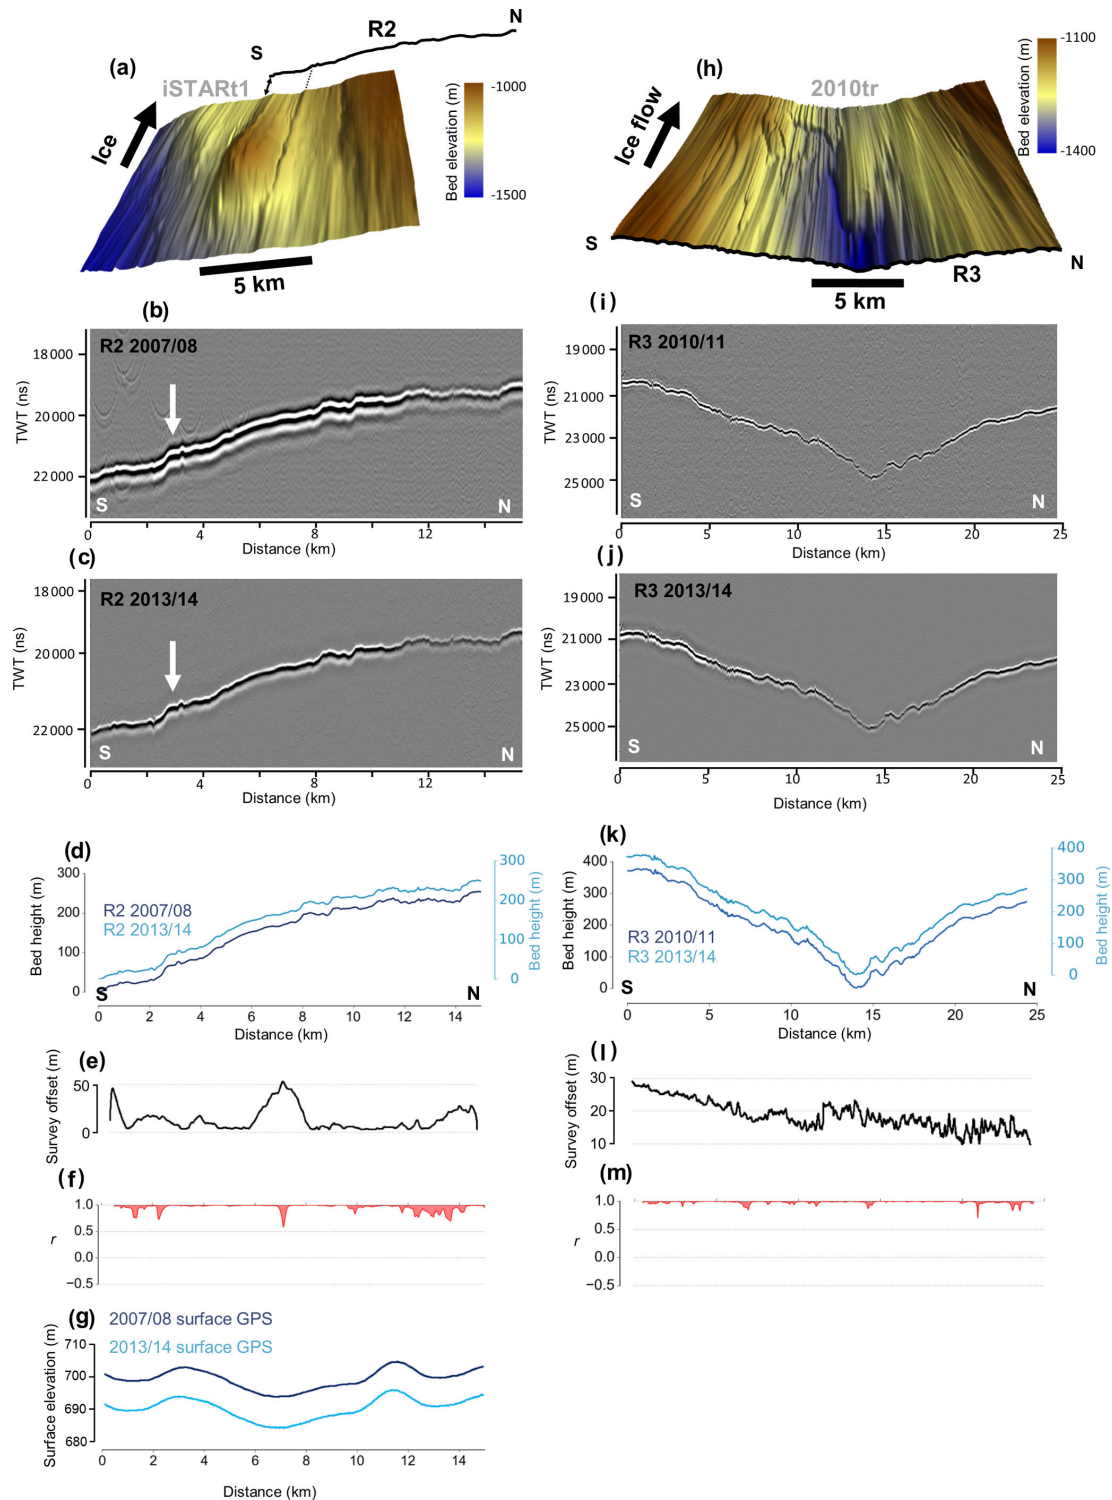 (a)
iSTARt1
S
R2
N
Ice
Bed elevation (m)
-1000
-1500
5 km
(h)
2010tr
Ice flow
Bed elevation (m)
-1100
-1400
S
N
R3
5 km
(b)
R2 2007/08
TWT (ns)
18 000
20 000
22 000
S
N
0 4 8 12
Distance (km)
(c)
R2 2013/14
TWT (ns)
18 000
20 000
22 000
S
N
0 4 8 12
Distance (km)
(i)
R3 2010/11
TWT (ns)
19 000
21 000
23 000
25 000
S
N
0 5 10 15 20 25
Distance (km)
(j)
R3 2013/14
TWT (ns)
19 000
21 000
23 000
25 000
S
N
0 5 10 15 20 25
Distance (km)
(d)
Bed height (m)
300
200
100
0
R2 2007/08
R2 2013/14
300
200
100
0
Bed height (m)
S
N
0 2 4 6 8 10 12 14
Distance (km)
(k)
Bed height (m)
400
300
200
100
0
R3 2010/11
R3 2013/14
400
300
200
100
0
Bed height (m)
S
N
0 5 10 15 20 25
Distance (km)
(e)
Survey offset (m)
50
0
(l)
Survey offset (m)
30
20
10
(f)
r
1.0
0.5
0.0
−0.5
(m)
r
1.0
0.5
0.0
−0.5
(g)
2007/08 surface GPS
2013/14 surface GPS
Surface elevation (m)
710
700
690
680
0 2 4 6 8 10 12 14
Distance (km)